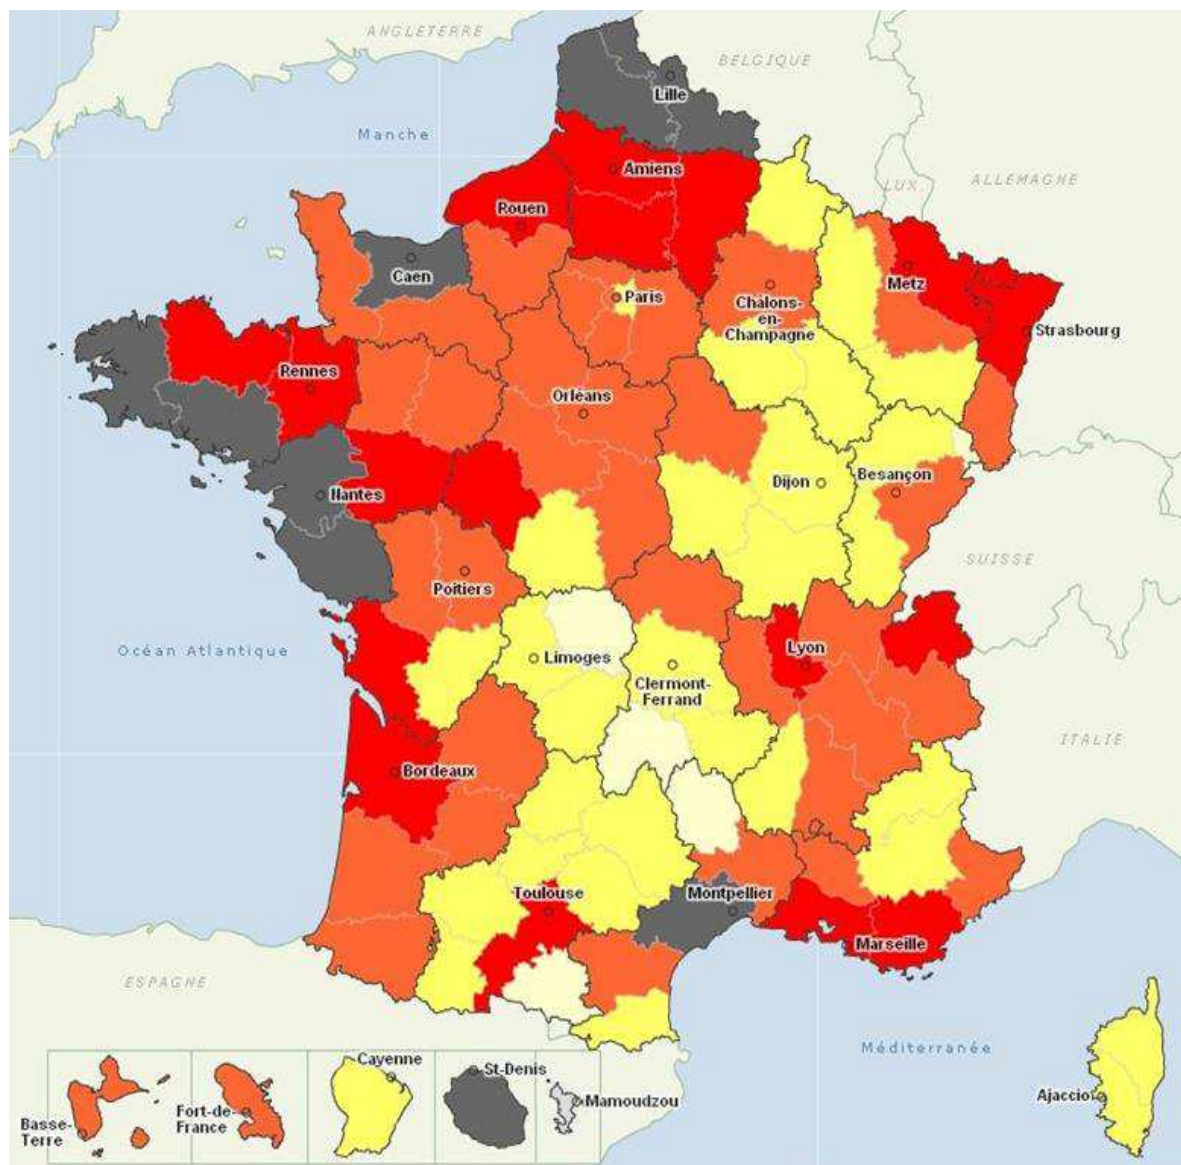 ANGLETERRE
BELGIQUE
Lille
Manche
Amiens
LUX.
ALLEMAGNE
Rouen
Caen
Metz
Paris
Châlons-
en-
Champagne
Strasbourg
Rennes
Orléans
Nantes
Dijon
Besançon
SUISSE
Poitiers
Océan Atlantique
Limoges
Lyon
Clermont-
Ferrand
ITALIE
Bordeaux
Toulouse
Montpellier
Marseille
ESPAGNE
Méditerranée
Ajaccio
Basse-
Terre
Fort-de-
France
Cayenne
St-Denis
Mamoudzou